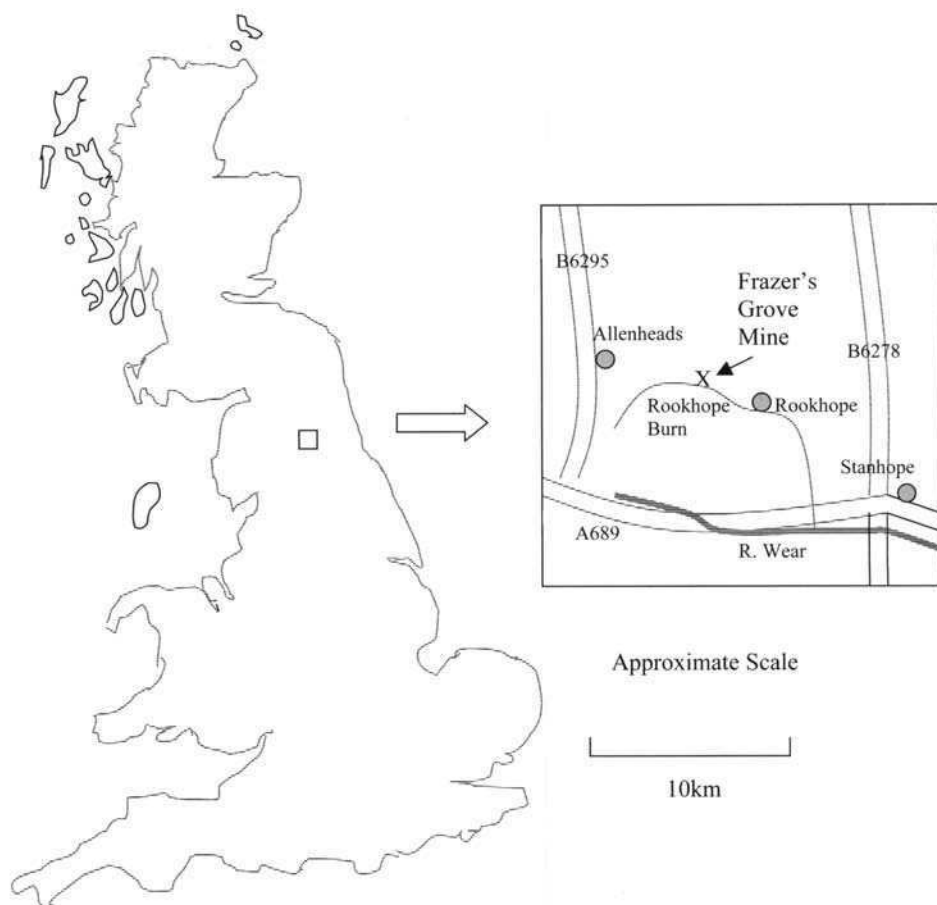 B6295
Frazer's
Grove
Mine
Allenheads
B6278
X
Rookhope
Burn
Rookhope
Stanhope
A689
R. Wear
Approximate Scale
10km